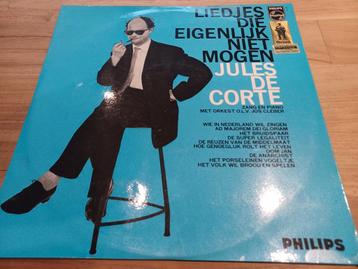 LIEDJES
DIE
EIGENLIJK
NIET
MOGEN
JULES
DE
CORTE
ZANG EN PIANO
MET ORKEST O.L.V. JOS CLEBER
WIE IN NEDERLAND WIL ZINGEN
AD MAJOREM DEI GLORIAM
HET BRUIDSPAAR
DE SUPER LEGALITEIT
DE REUZEN VAN DE MIDDELMAAT
HOE GENOEGLIJK ROLT HET LEVEN
OOM JAN
DE ANARCHIST
HET PORSELEINEN VOGELTJE
HET VOLK WIL BROOD EN SPELEN
PHILIPS
PHILIPS